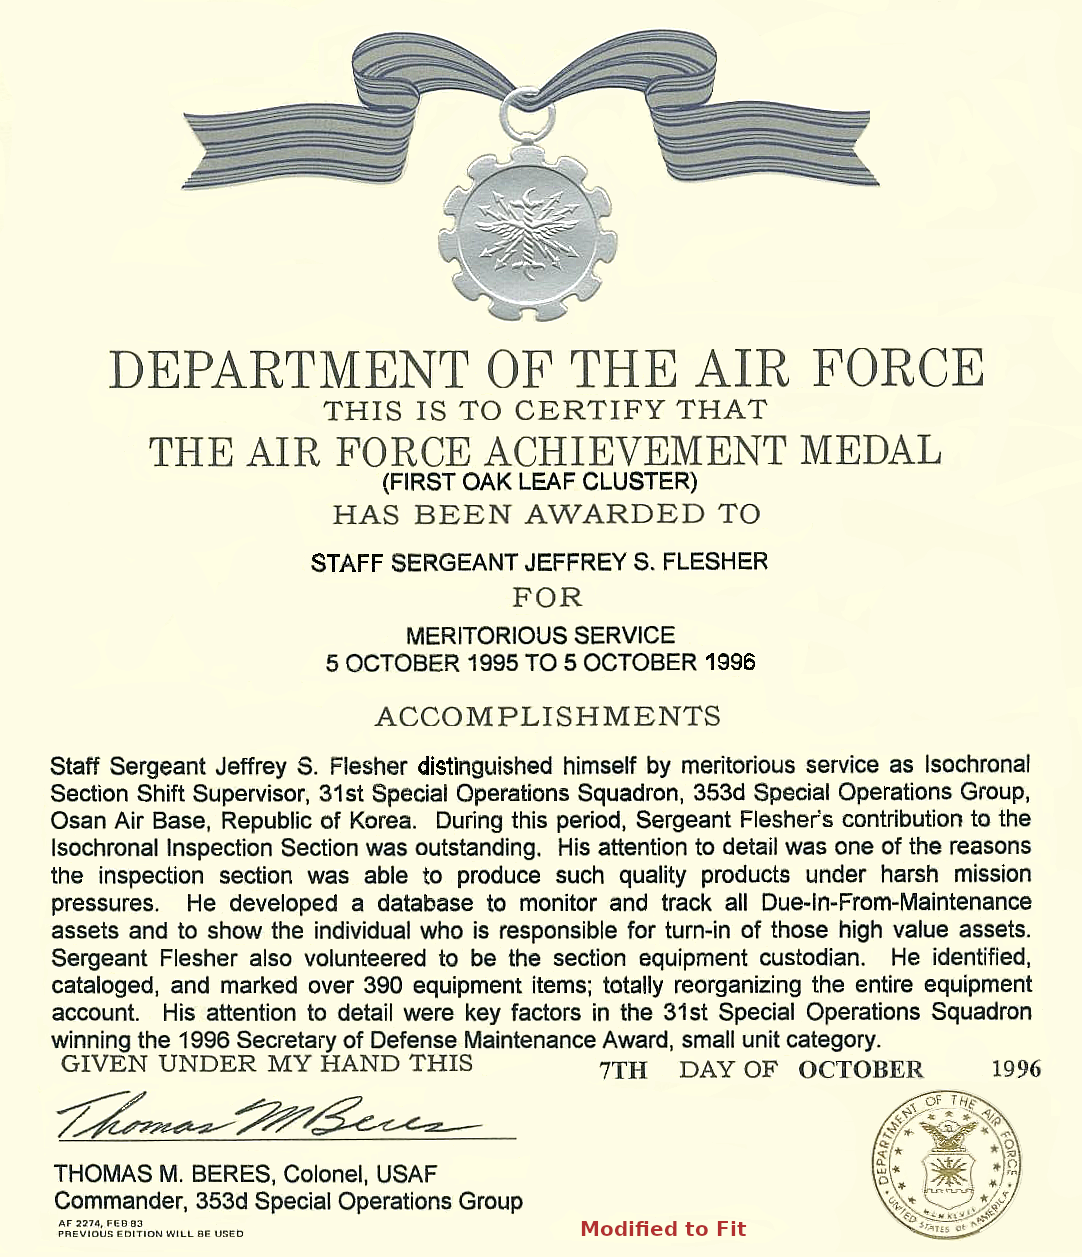 DEPARTMENT OF THE AIR FORCE
THIS IS TO CERTIFY THAT
THE AIR FORCE ACHIEVEMENT MEDAL
(FIRST OAK LEAF CLUSTER)
HAS BEEN AWARDED TO
STAFF SERGEANT JEFFREY S. FLESHER
FOR
MERITORIOUS SERVICE
5 OCTOBER 1995 TO 5 OCTOBER 1996
ACCOMPLISHMENTS
Staff Sergeant Jeffrey S. Flesher distinguished himself by meritorious service as Isochronal
Section Shift Supervisor, 31st Special Operations Squadron, 353d Special Operations Group,
Osan Air Base, Republic of Korea. During this period, Sergeant Flesher's contribution to the
Isochronal Inspection Section was outstanding. His attention to detail was one of the reasons
the inspection section was able to produce such quality products under harsh mission
pressures. He developed a database to monitor and track all Due-In-From-Maintenance
assets and to show the individual who is responsible for turn-in of those high value assets.
Sergeant Flesher also volunteered to be the section equipment custodian. He identified,
cataloged, and marked over 390 equipment items; totally reorganizing the entire equipment
account. His attention to detail were key factors in the 31st Special Operations Squadron
winning the 1996 Secretary of Defense Maintenance Award, small unit category.
GIVEN UNDER MY HAND THIS 7TH DAY OF OCTOBER 1996
Thomas M Beres
THOMAS M. BERES, Colonel, USAF
Commander, 353d Special Operations Group
AF 2274, FEB 83
PREVIOUS EDITION WILL BE USED
DEPARTMENT OF THE AIR FORCE
MCMXLVII
UNITED STATES OF AMERICA
Modified to Fit